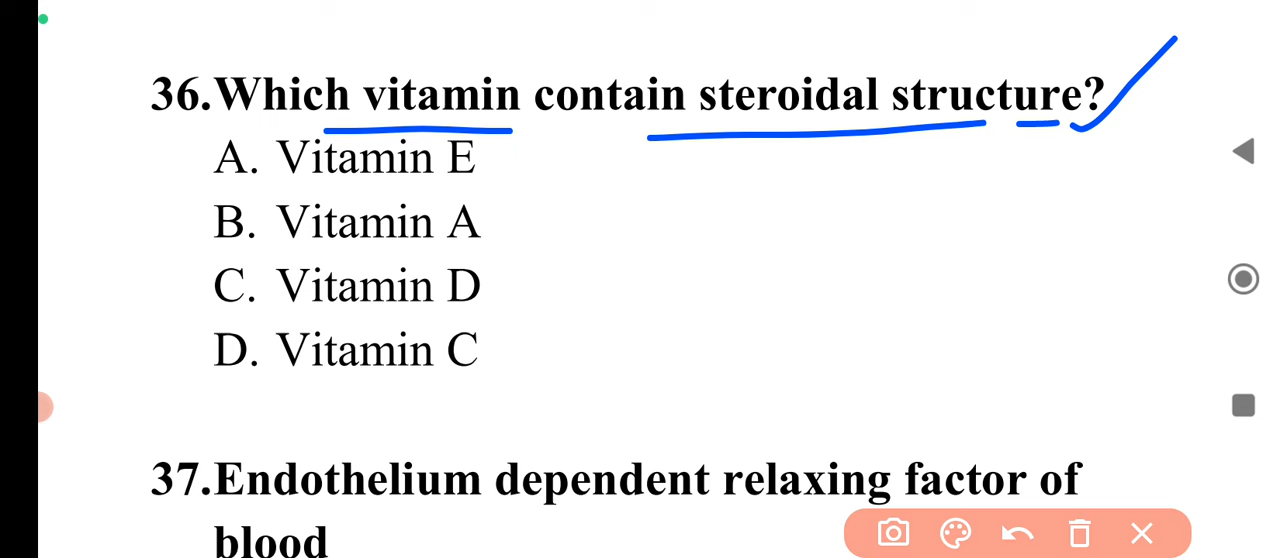 36.Which vitamin contain steroidal structure?
A. Vitamin E
B. Vitamin A
C. Vitamin D
D. Vitamin C
37.Endothelium dependent relaxing factor of
blood